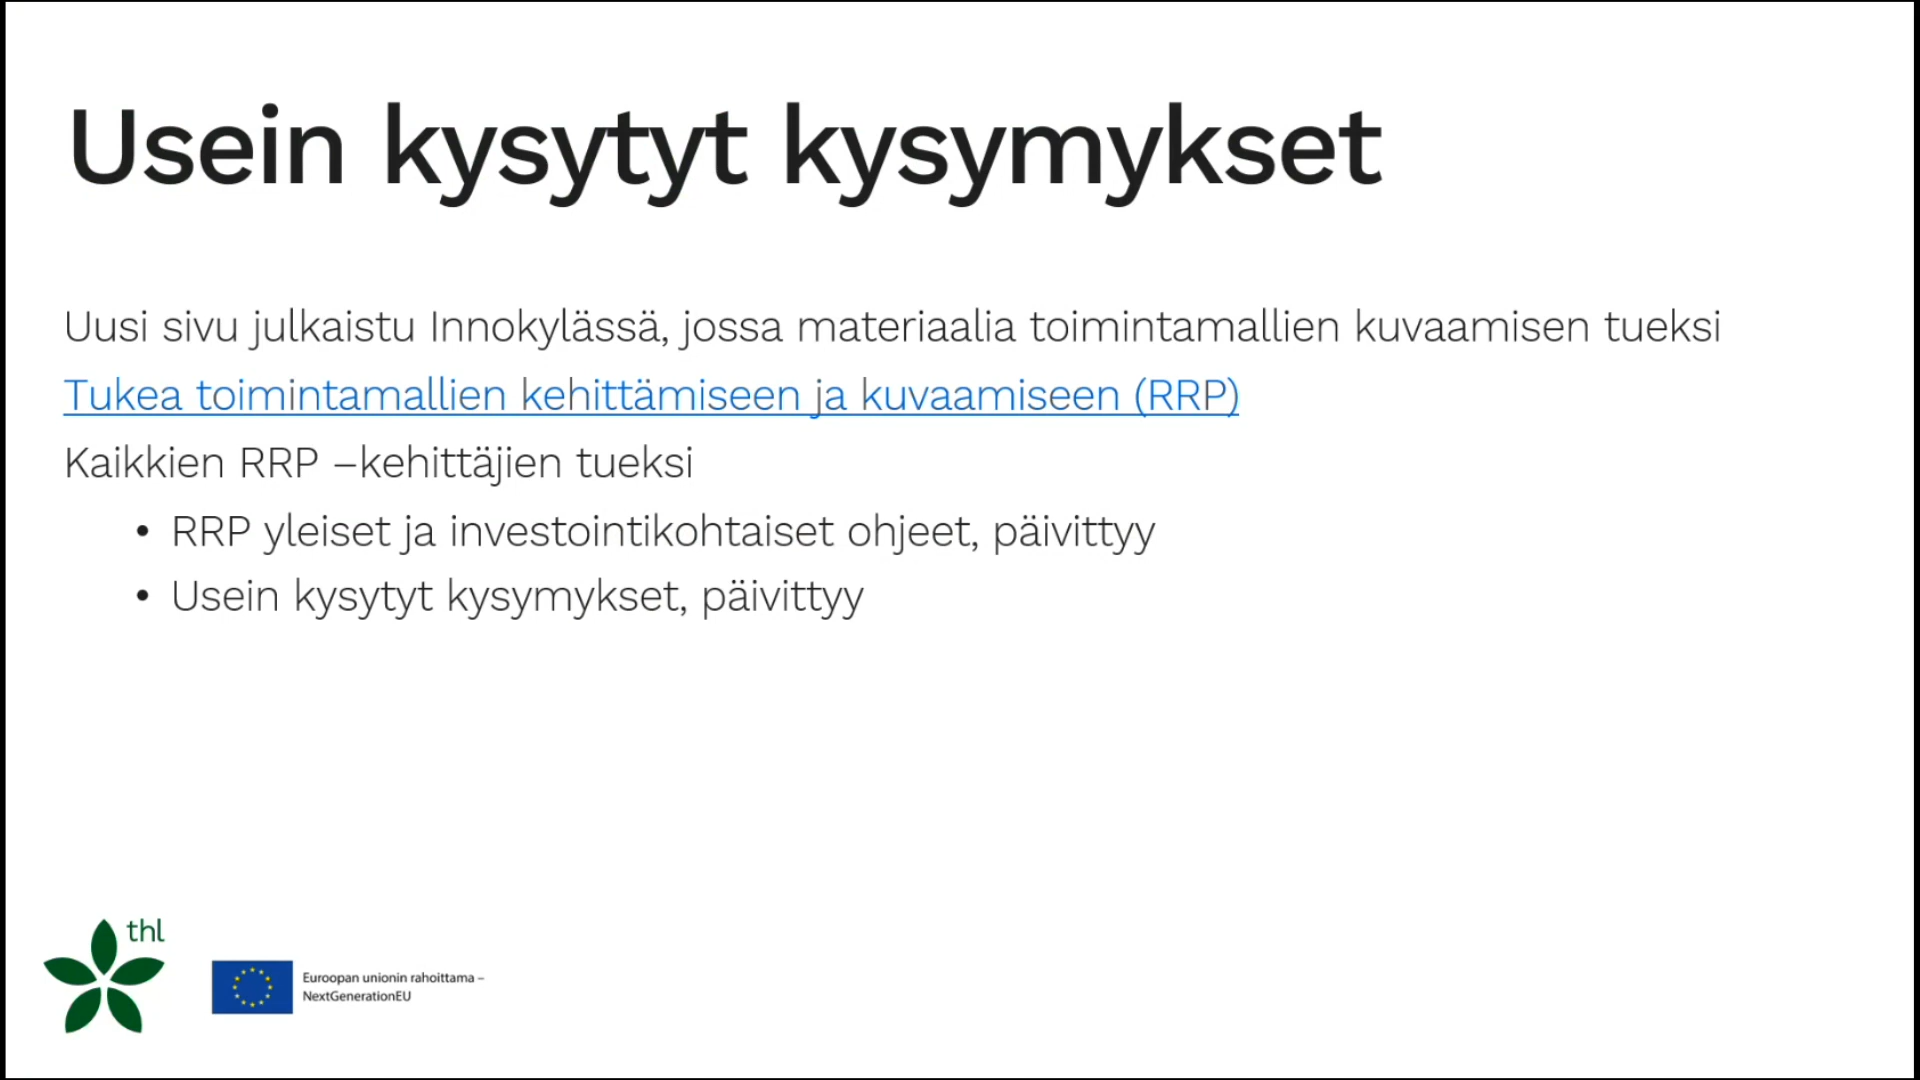 Usein kysytyt kysymykset
Uusi sivu julkaistu Innokylässä, jossa materiaalia toimintamallien kuvaamisen tueksi
Tukea toimintamallien kehittämiseen ja kuvaamiseen (RRP)
Kaikkien RRP –kehittäjien tueksi
• RRP yleiset ja investointikohtaiset ohjeet, päivittyy
• Usein kysytyt kysymykset, päivittyy
thl
Euroopan unionin rahoittama –
NextGenerationEU